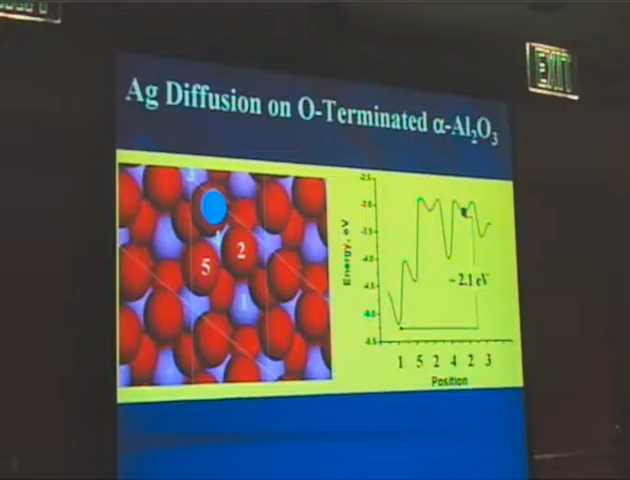 Ag Diffusion on O-Terminated α-Al₂O₃
EXIT
2
5
Energy, eV
~ 2.1 eV
1 5 2 4 2 3
Position